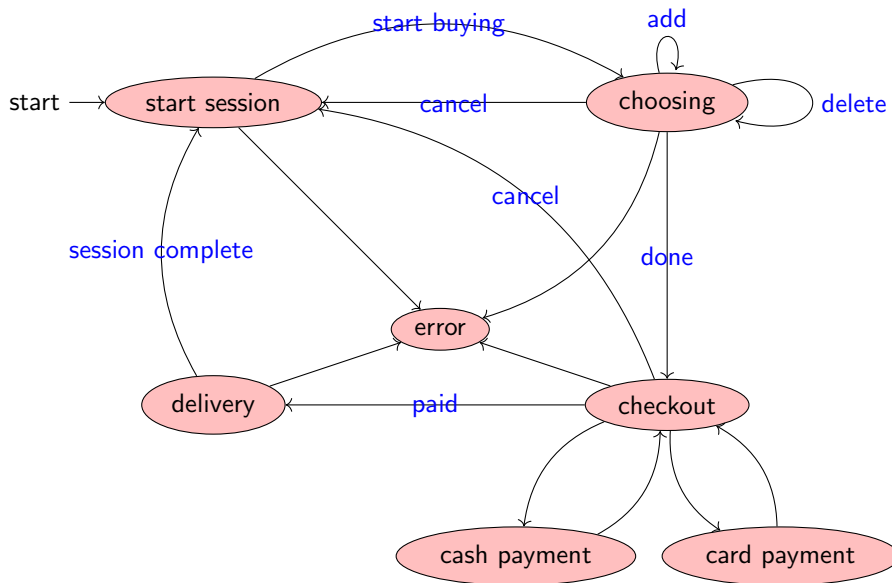 start buying
add
start
start session
cancel
choosing
delete
cancel
session complete
done
error
delivery
paid
checkout
cash payment
card payment